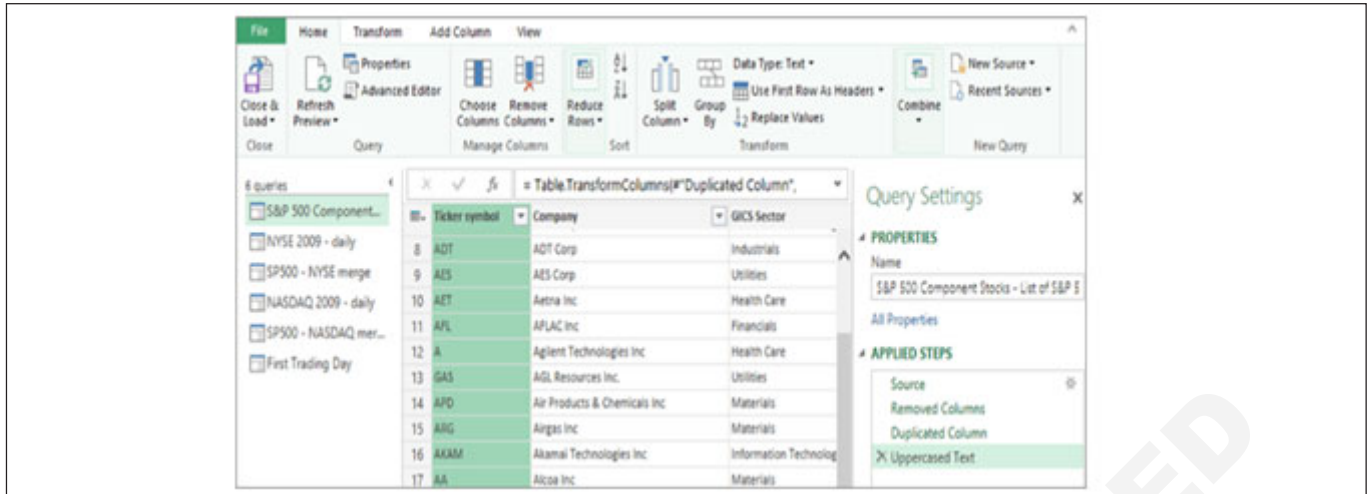 File Home Transform Add Column View
Properties
Advanced Editor
Close & Load
Refresh Preview
Choose Columns
Remove Columns
Reduce Rows
Split Column
Group By
Data Type: Text
Use First Row As Headers
Replace Values
Combine
New Source
Recent Sources
Close Query Manage Columns Sort Transform New Query
6 queries
S&P 500 Component...
NYSE 2009 - daily
SP500 - NYSE merge
NASDAQ 2009 - daily
SP500 - NASDAQ mer...
First Trading Day
fx = Table.TransformColumns(#"Duplicated Column",
Ticker symbol Company GICS Sector
8 ADT ADT Corp Industrials
9 AES AES Corp Utilities
10 AET Aetna Inc Health Care
11 AFL AFLAC Inc Financials
12 A Agilent Technologies Inc Health Care
13 GAS AGL Resources Inc. Utilities
14 APD Air Products & Chemicals Inc Materials
15 ARG Airgas Inc Materials
16 AKAM Akamai Technologies Inc Information Technolog
17 AA Alcoa Inc Materials
Query Settings
PROPERTIES
Name
S&P 500 Component Stocks - List of S&P 5
All Properties
APPLIED STEPS
Source
Removed Columns
Duplicated Column
Uppercased Text